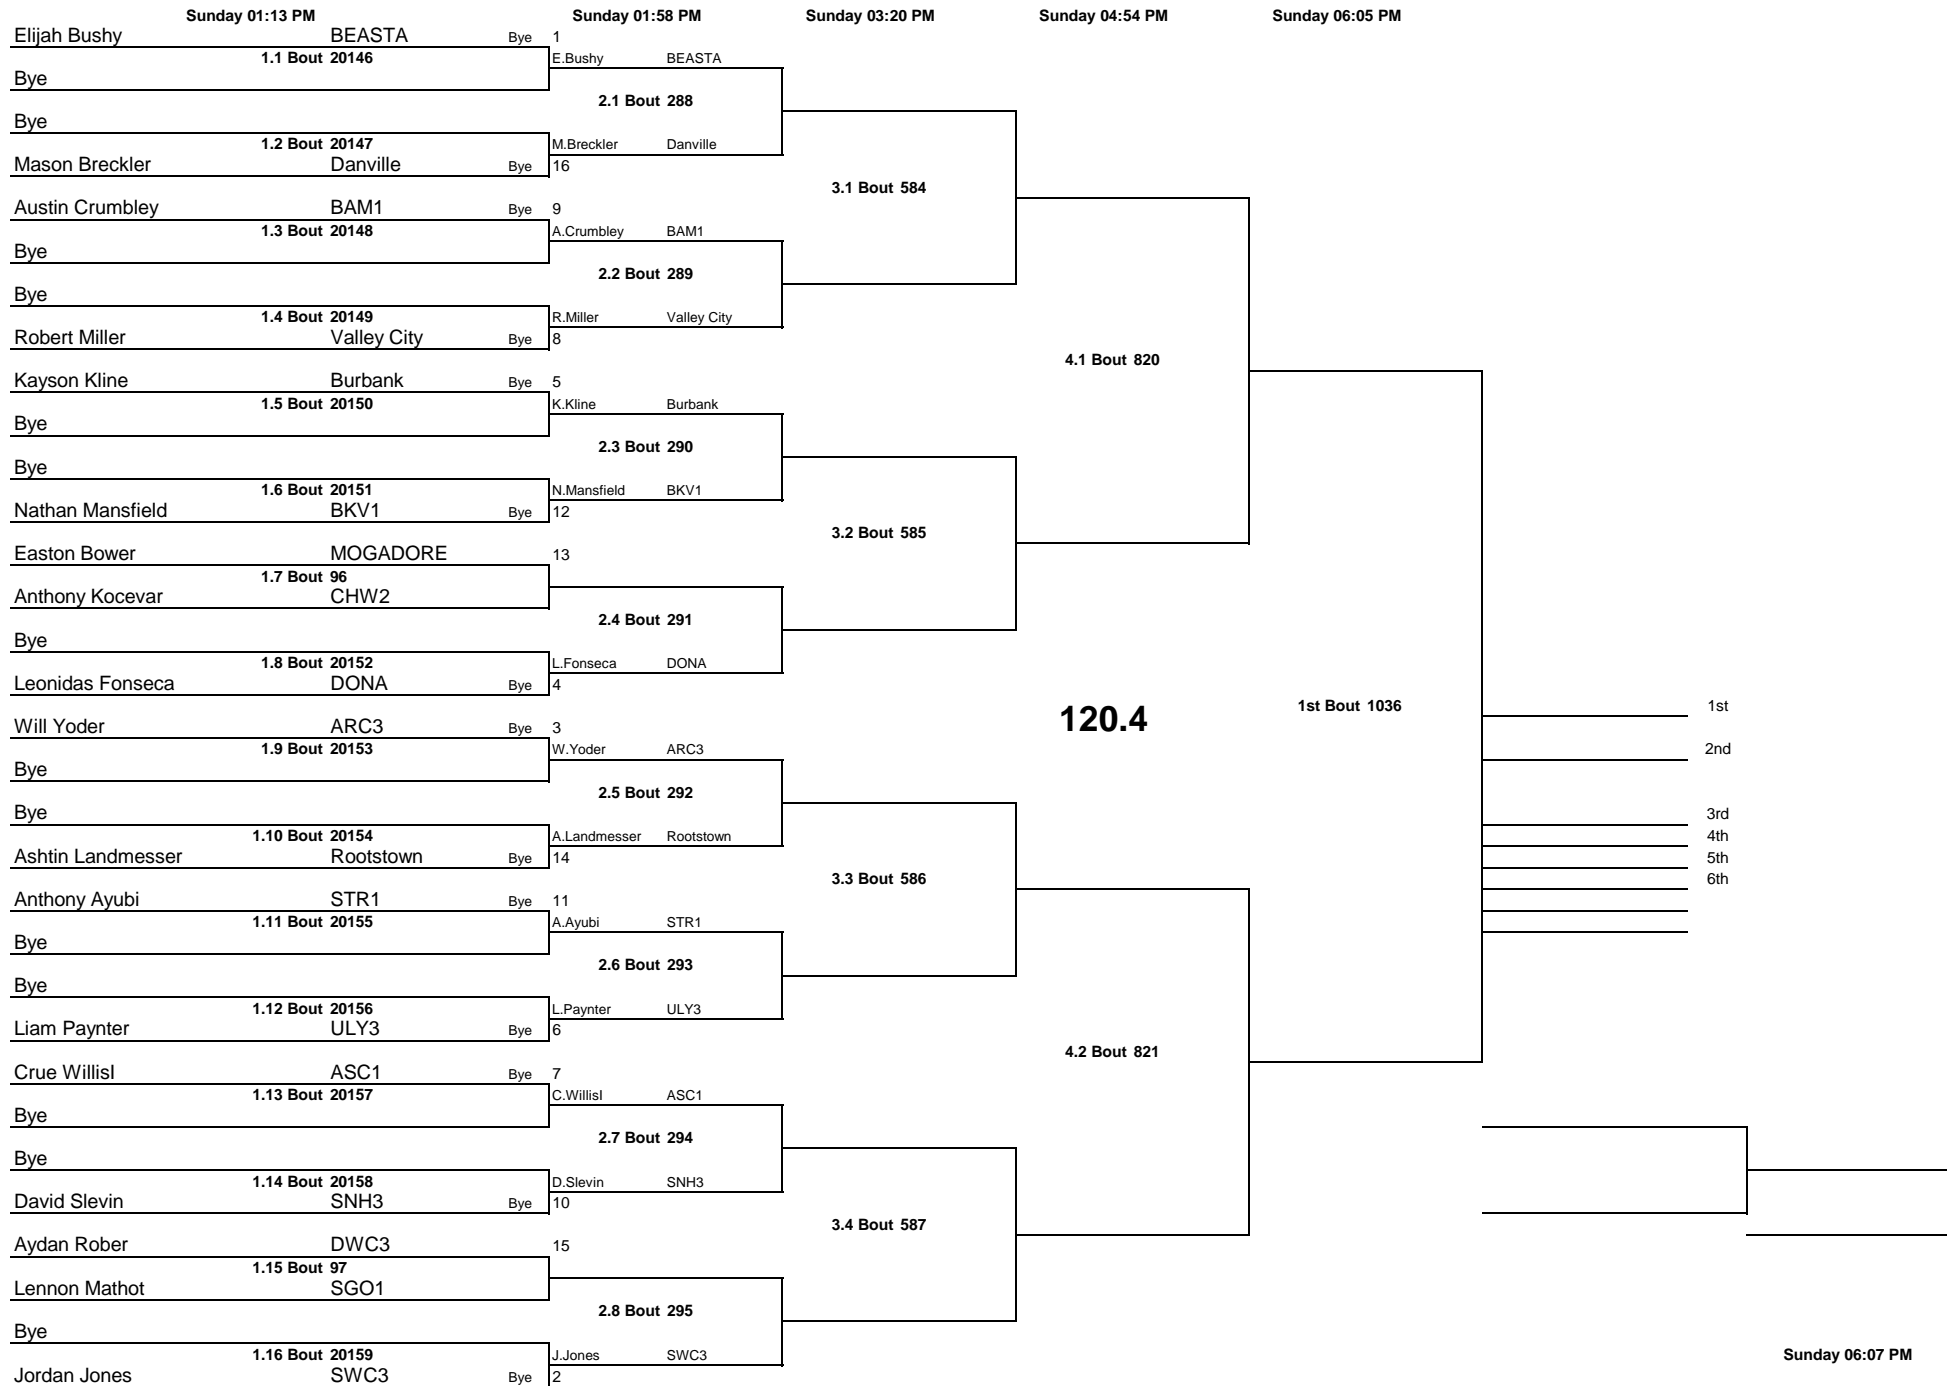 Sunday 01:13 PM Sunday 01:58 PM Sunday 03:20 PM Sunday 04:54 PM Sunday 06:05 PM
Elijah Bushy BEASTA Bye 1
1.1 Bout 20146 E.Bushy BEASTA
Bye
2.1 Bout 288
Bye
1.2 Bout 20147 M.Breckler Danville
Mason Breckler Danville Bye 16
3.1 Bout 584
Austin Crumbley BAM1 Bye 9
1.3 Bout 20148 A.Crumbley BAM1
Bye
2.2 Bout 289
Bye
1.4 Bout 20149 R.Miller Valley City
Robert Miller Valley City Bye 8
4.1 Bout 820
Kayson Kline Burbank Bye 5
1.5 Bout 20150 K.Kline Burbank
Bye
2.3 Bout 290
Bye
1.6 Bout 20151 N.Mansfield BKV1
Nathan Mansfield BKV1 Bye 12
3.2 Bout 585
Easton Bower MOGADORE 13
1.7 Bout 96
Anthony Kocevar CHW2
2.4 Bout 291
Bye
1.8 Bout 20152 L.Fonseca DONA
Leonidas Fonseca DONA Bye 4
120.4 1st Bout 1036 1st
Will Yoder ARC3 Bye 3
1.9 Bout 20153 W.Yoder ARC3 2nd
Bye
2.5 Bout 292
Bye 3rd
1.10 Bout 20154 A.Landmesser Rootstown 4th
Ashtin Landmesser Rootstown Bye 14 5th
3.3 Bout 586 6th
Anthony Ayubi STR1 Bye 11
1.11 Bout 20155 A.Ayubi STR1
Bye
2.6 Bout 293
Bye
1.12 Bout 20156 L.Paynter ULY3
Liam Paynter ULY3 Bye 6
4.2 Bout 821
Crue WillisI ASC1 Bye 7
1.13 Bout 20157 C.WillisI ASC1
Bye
2.7 Bout 294
Bye
1.14 Bout 20158 D.Slevin SNH3
David Slevin SNH3 Bye 10
3.4 Bout 587
Aydan Rober DWC3 15
1.15 Bout 97
Lennon Mathot SGO1
2.8 Bout 295
Bye
1.16 Bout 20159 J.Jones SWC3 Sunday 06:07 PM
Jordan Jones SWC3 Bye 2